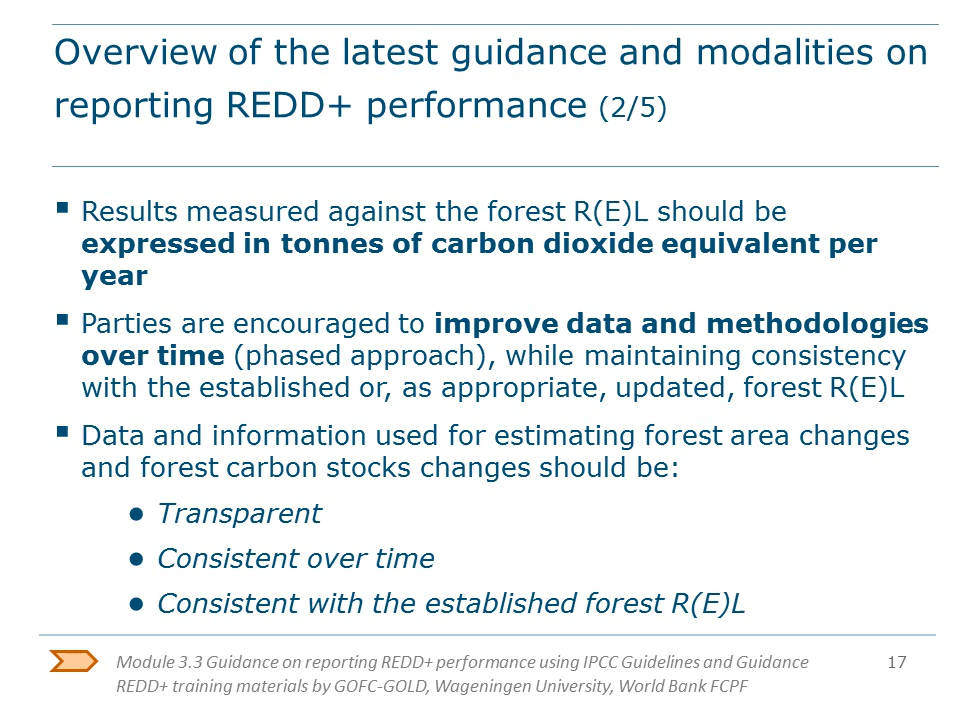 Overview of the latest guidance and modalities on
reporting REDD+ performance (2/5)
▪ Results measured against the forest R(E)L should be
expressed in tonnes of carbon dioxide equivalent per
year
▪ Parties are encouraged to improve data and methodologies
over time (phased approach), while maintaining consistency
with the established or, as appropriate, updated, forest R(E)L
▪ Data and information used for estimating forest area changes
and forest carbon stocks changes should be:
● Transparent
● Consistent over time
● Consistent with the established forest R(E)L
Module 3.3 Guidance on reporting REDD+ performance using IPCC Guidelines and Guidance 17
REDD+ training materials by GOFC-GOLD, Wageningen University, World Bank FCPF